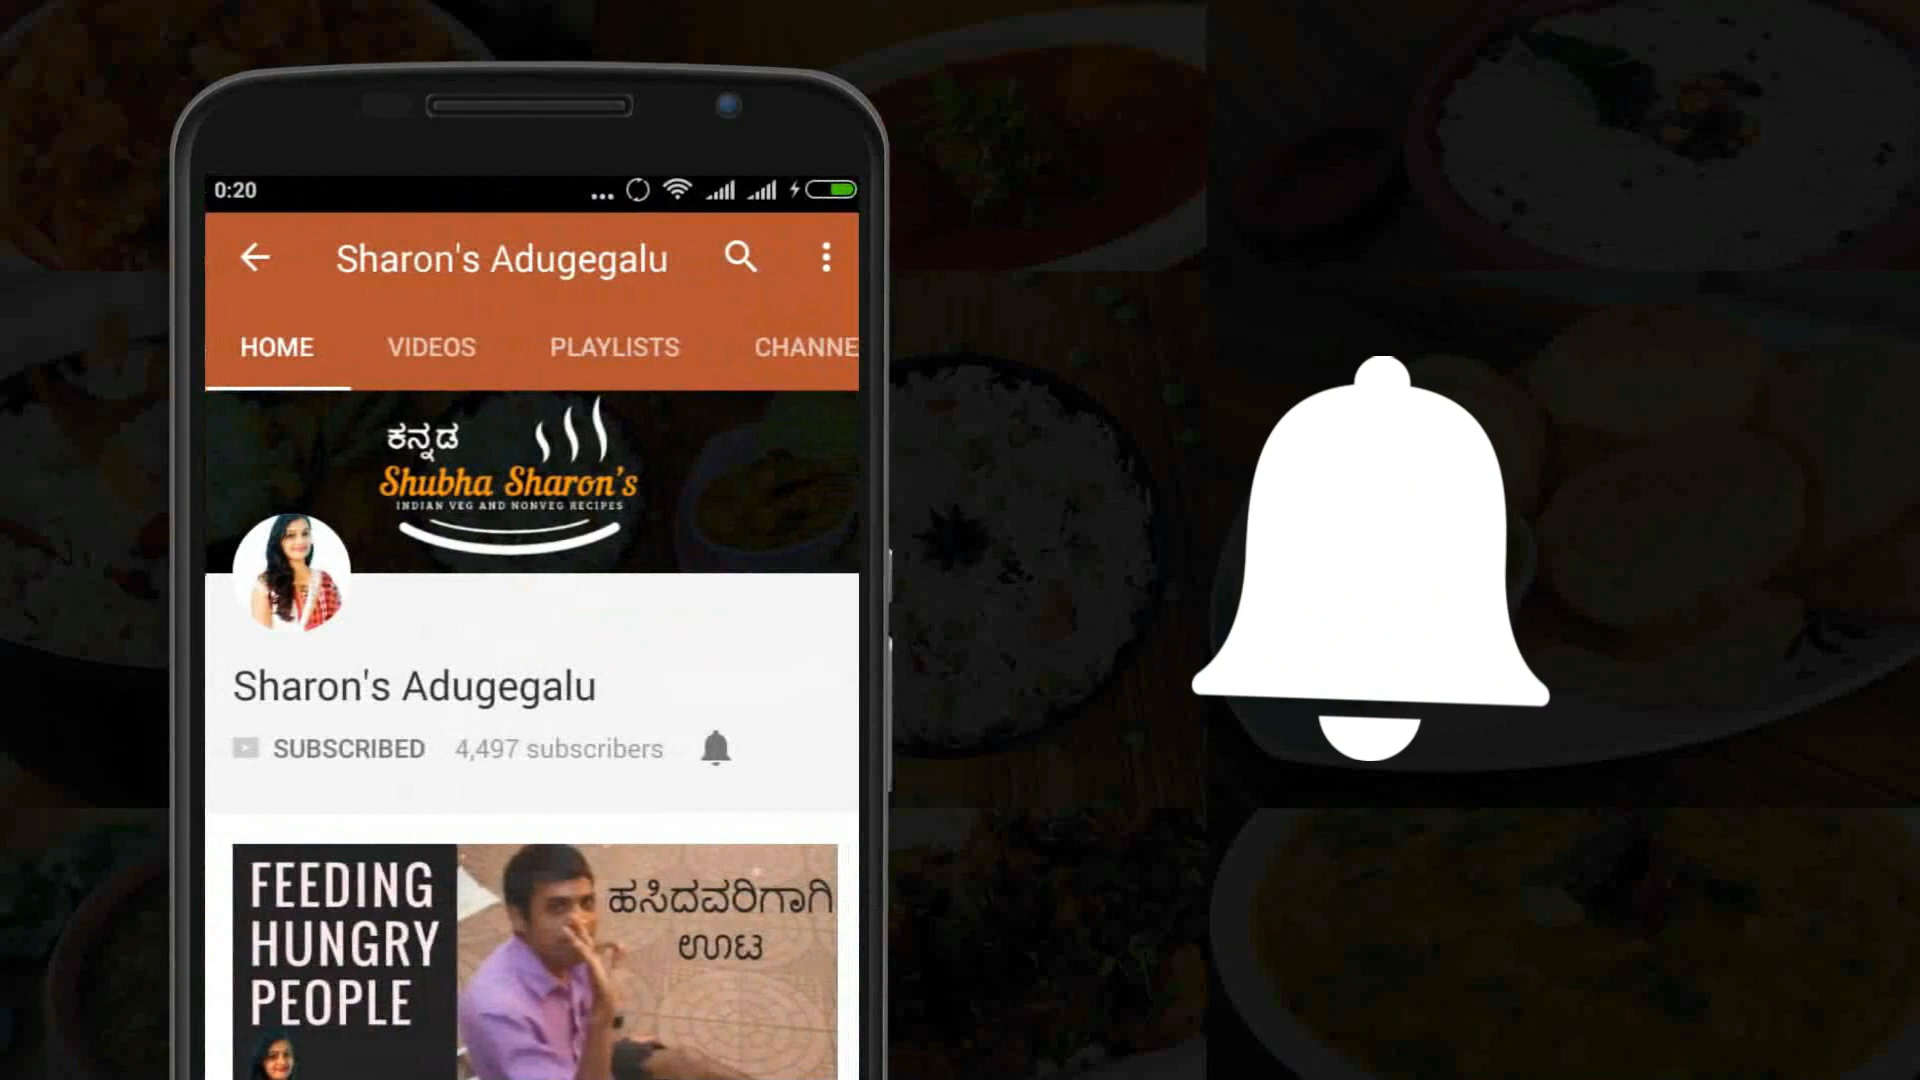 0:20
Sharon's Adugegalu
HOME VIDEOS PLAYLISTS CHANNE
ಕನ್ನಡ
Shubha Sharon's
INDIAN VEG AND NONVEG RECIPES
Sharon's Adugegalu
SUBSCRIBED 4,497 subscribers
FEEDING
HUNGRY
PEOPLE
ಹಸಿದವರಿಗಾಗಿ
ಊಟ